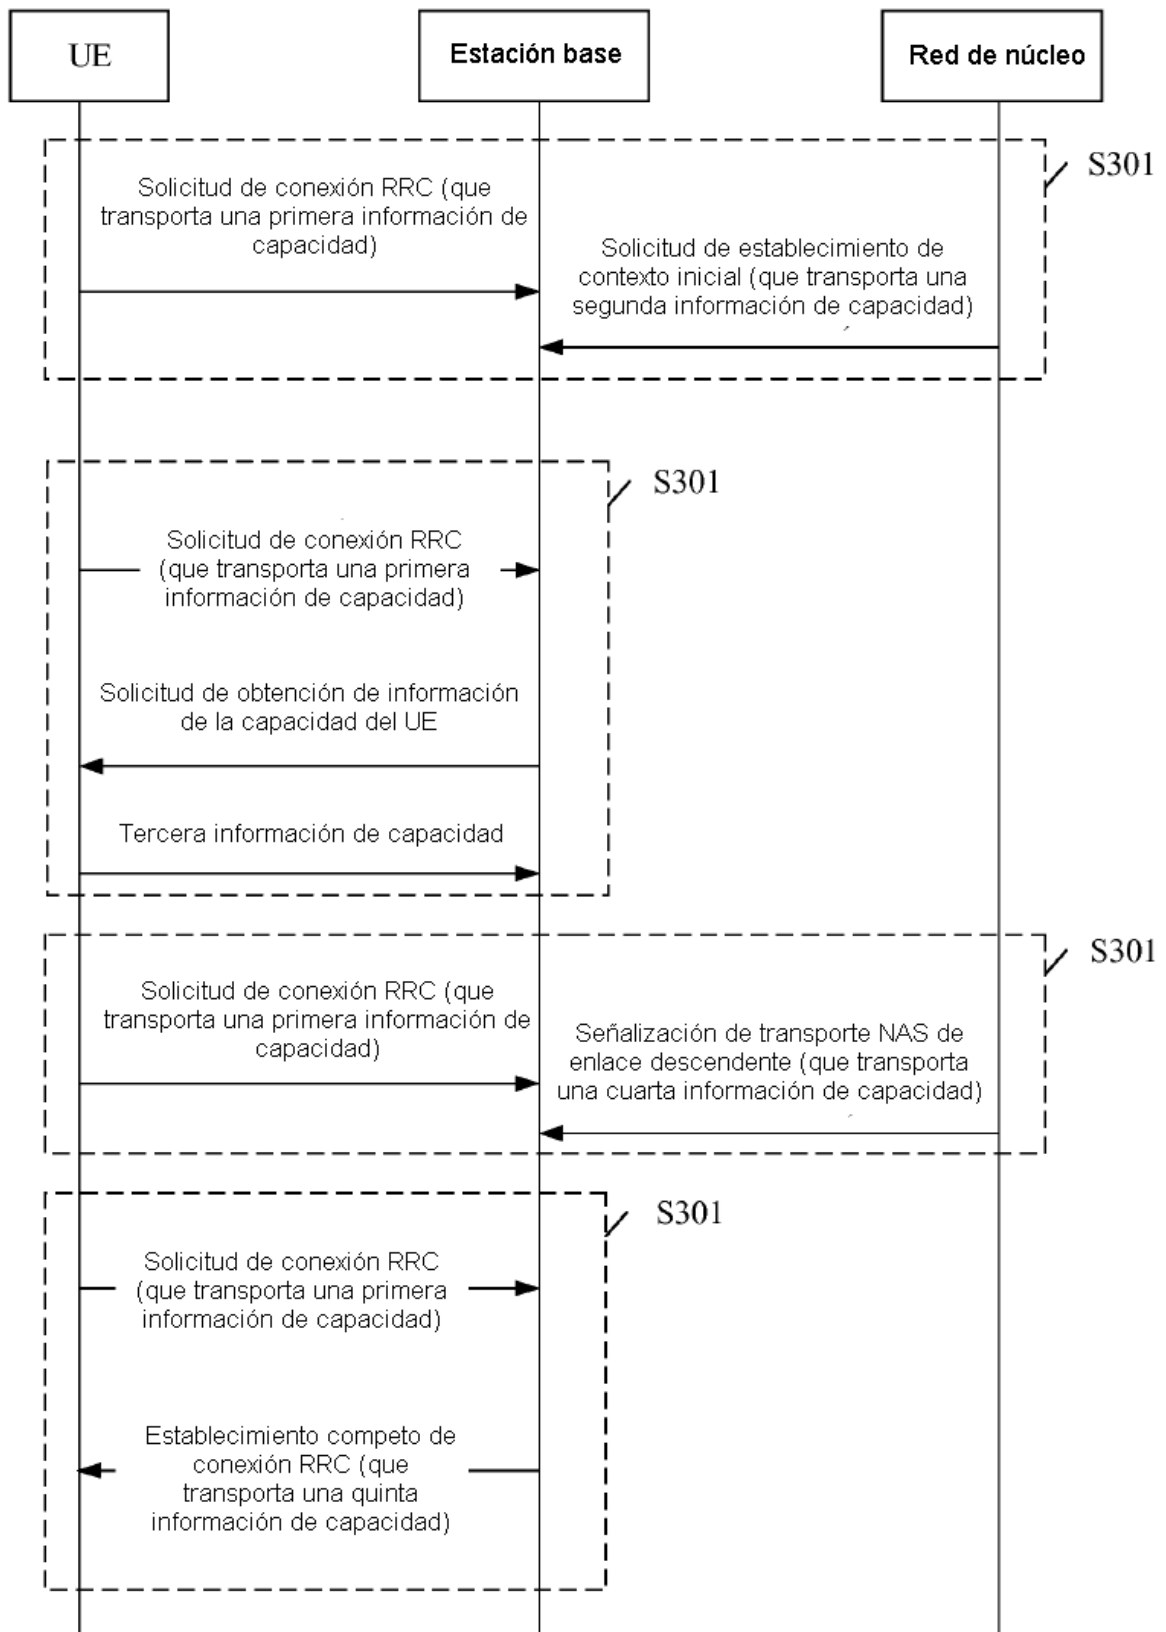 UE
Estación base
Red de núcleo
S301
Solicitud de conexión RRC (que
transporta una primera información de
capacidad)
Solicitud de establecimiento de
contexto inicial (que transporta una
segunda información de capacidad)
S301
Solicitud de conexión RRC
(que transporta una primera
información de capacidad)
Solicitud de obtención de información
de la capacidad del UE
Tercera información de capacidad
S301
Solicitud de conexión RRC (que
transporta una primera información de
capacidad)
Señalización de transporte NAS de
enlace descendente (que transporta
una cuarta información de capacidad)
S301
Solicitud de conexión RRC
(que transporta una primera
información de capacidad)
Establecimiento competo de
conexión RRC (que
transporta una quinta
información de capacidad)